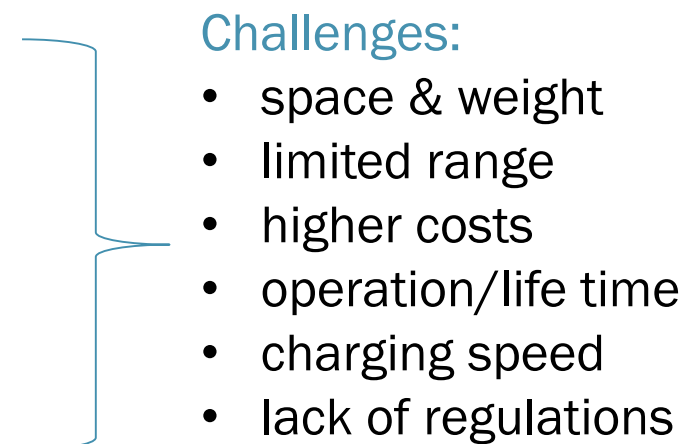 Challenges:
• space & weight
• limited range
• higher costs
• operation/life time
• charging speed
• lack of regulations